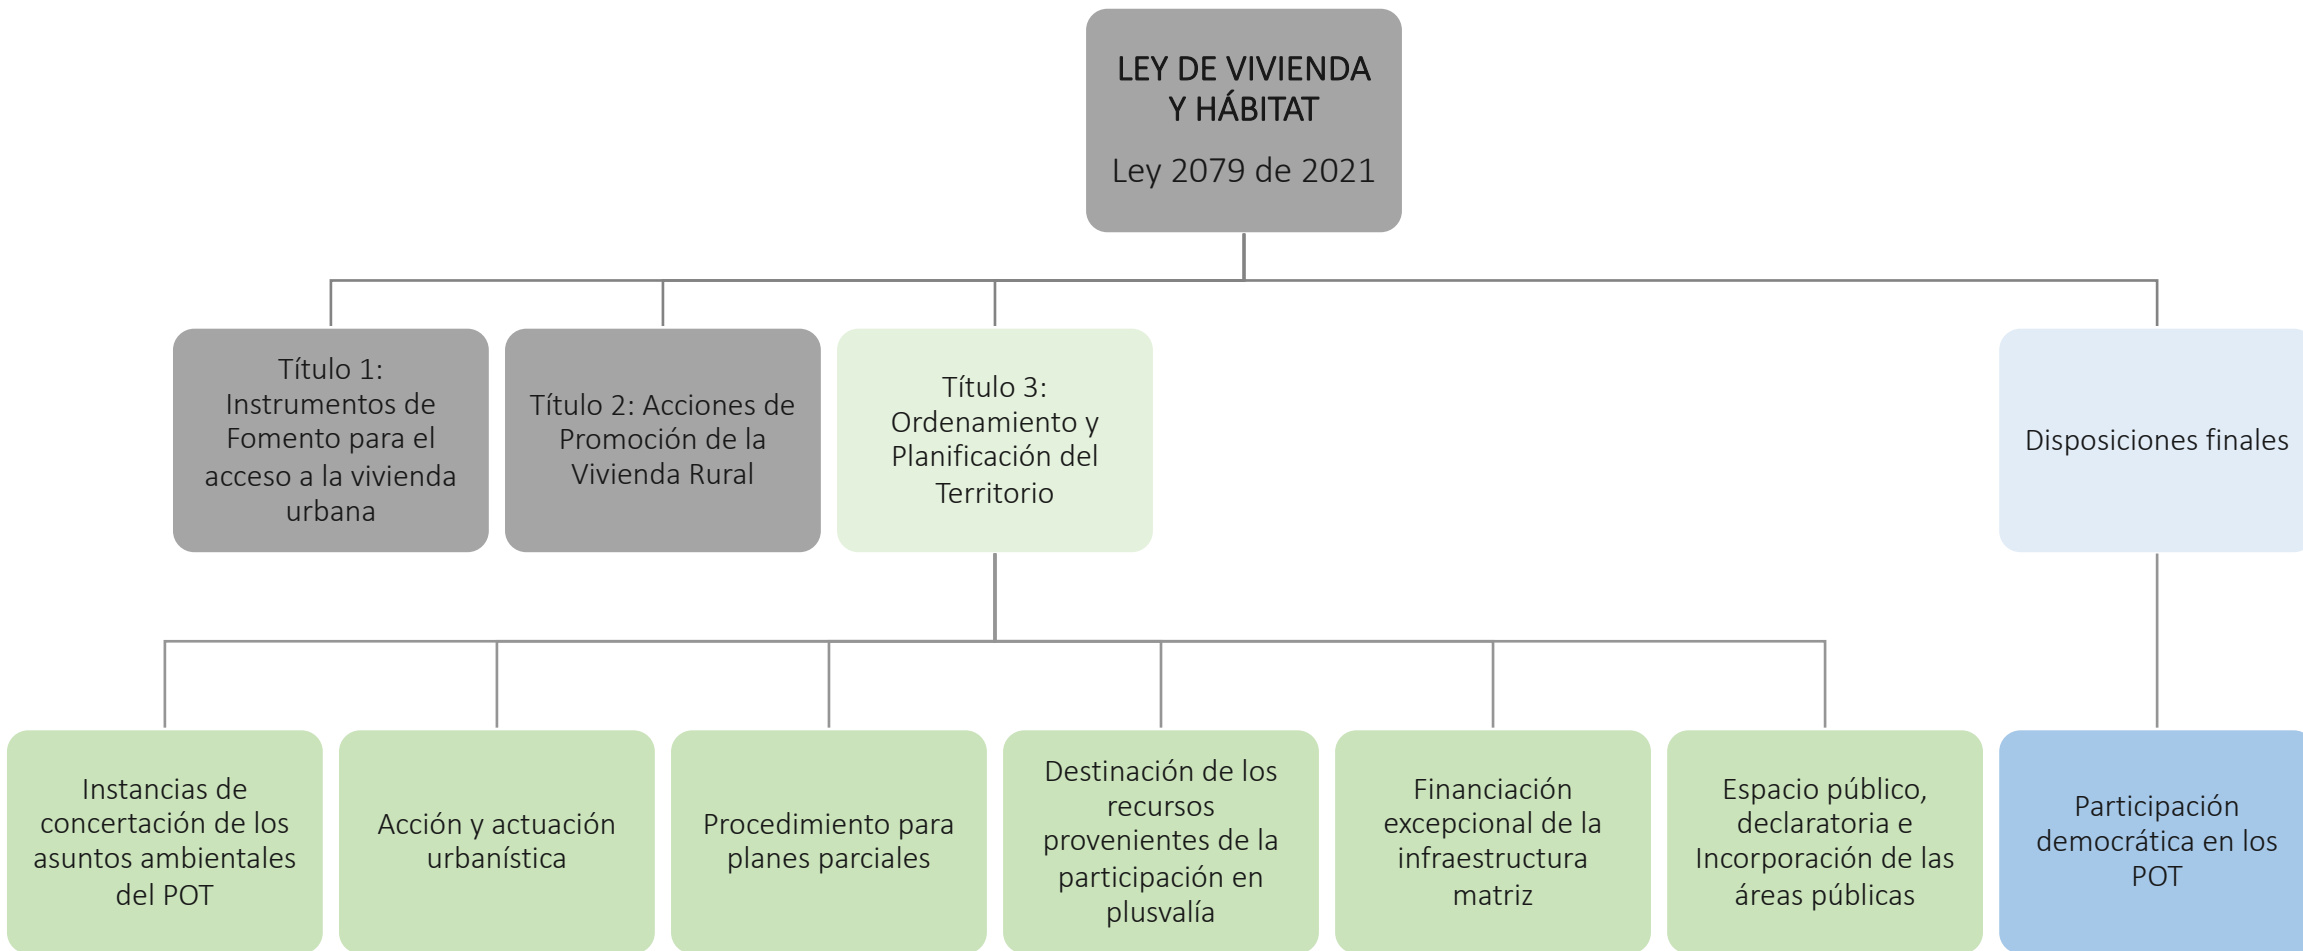 LEY DE VIVIENDA
Y HÁBITAT
Ley 2079 de 2021
Título 1:
Instrumentos de
Fomento para el
acceso a la vivienda
urbana
Título 2: Acciones de
Promoción de la
Vivienda Rural
Título 3:
Ordenamiento y
Planificación del
Territorio
Disposiciones finales
Instancias de
concertación de los
asuntos ambientales
del POT
Acción y actuación
urbanística
Procedimiento para
planes parciales
Destinación de los
recursos
provenientes de la
participación en
plusvalía
Financiación
excepcional de la
infraestructura
matriz
Espacio público,
declaratoria e
Incorporación de las
áreas públicas
Participación
democrática en los
POT